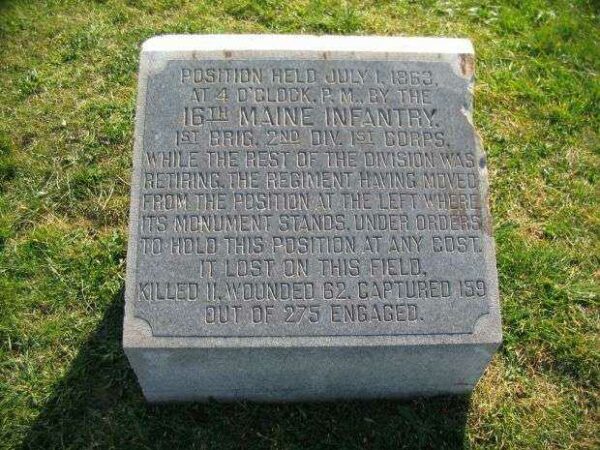 POSITION HELD JULY 1, 1863,
AT 4 O'CLOCK, P. M., BY THE
16TH MAINE INFANTRY.
1ST BRIG. 2ND DIV. 1ST CORPS.
WHILE THE REST OF THE DIVISION WAS
RETIRING, THE REGIMENT HAVING MOVED
FROM THE POSITION AT THE LEFT WHERE
ITS MONUMENT STANDS, UNDER ORDERS
TO HOLD THIS POSITION AT ANY COST.
IT LOST ON THIS FIELD,
KILLED 11, WOUNDED 62, CAPTURED 159
OUT OF 275 ENGAGED.